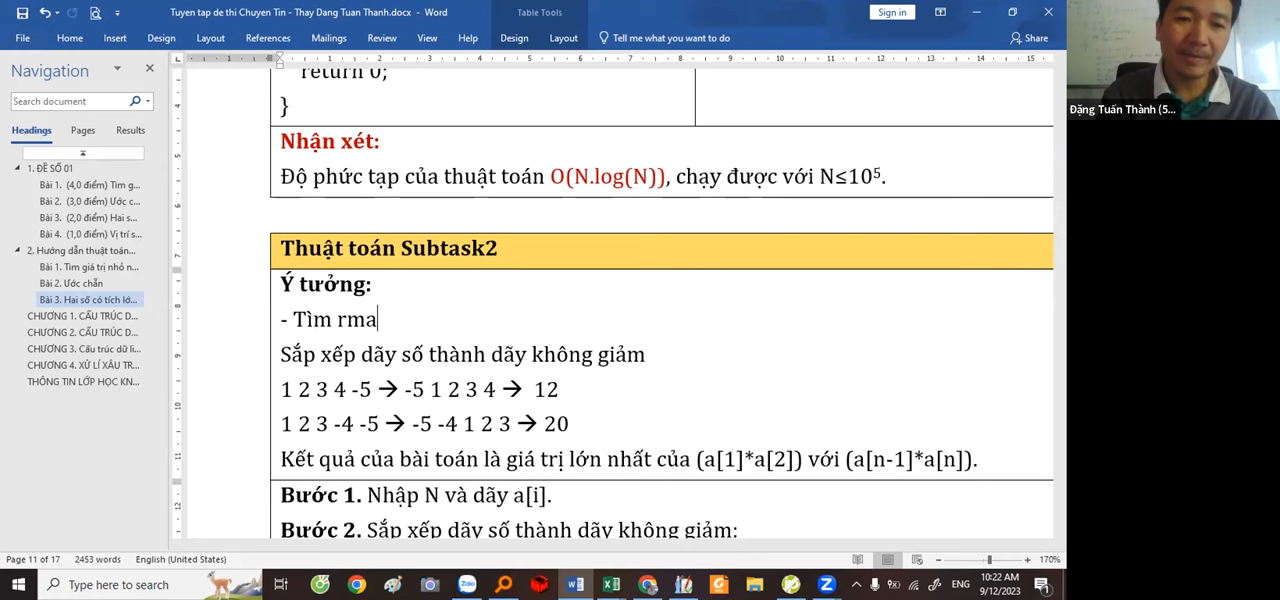 Tuyen tap de thi Chuyen Tin - Thay Dang Tuan Thanh.docx - Word
Table Tools
Sign in
File Home Insert Design Layout References Mailings Review View Help Design Layout Tell me what you want to do Share
Navigation
Search document
Headings Pages Results
1. ĐỀ SỐ 01
Bài 1. (4,0 điểm) Tìm g...
Bài 2. (3,0 điểm) Ước c...
Bài 3. (2,0 điểm) Hai s...
Bài 4. (1,0 điểm) Vị trí s...
2. Hướng dẫn thuật toán...
Bài 1. Tìm giá trị nhỏ n...
Bài 2. Ước chẵn
Bài 3. Hai số có tích lớ...
CHƯƠNG 1. CẤU TRÚC D...
CHƯƠNG 2. CẤU TRÚC D...
CHƯƠNG 3. Cấu trúc dữ li...
CHƯƠNG 4. XỬ LÍ XÂU TR...
THÔNG TIN LỚP HỌC KN...
return 0;
}
Nhận xét:
Độ phức tạp của thuật toán O(N.log(N)), chạy được với N≤10⁵.
Thuật toán Subtask2
Ý tưởng:
- Tìm rma
Sắp xếp dãy số thành dãy không giảm
1 2 3 4 -5 → -5 1 2 3 4 → 12
1 2 3 -4 -5 → -5 -4 1 2 3 → 20
Kết quả của bài toán là giá trị lớn nhất của (a[1]*a[2]) với (a[n-1]*a[n]).
Bước 1. Nhập N và dãy a[i].
Bước 2. Sắp xếp dãy số thành dãy không giảm:
Đặng Tuấn Thành (5...
Page 11 of 17 2453 words English (United States) 170%
Type here to search
Zalo
ENG
10:22 AM
9/12/2023